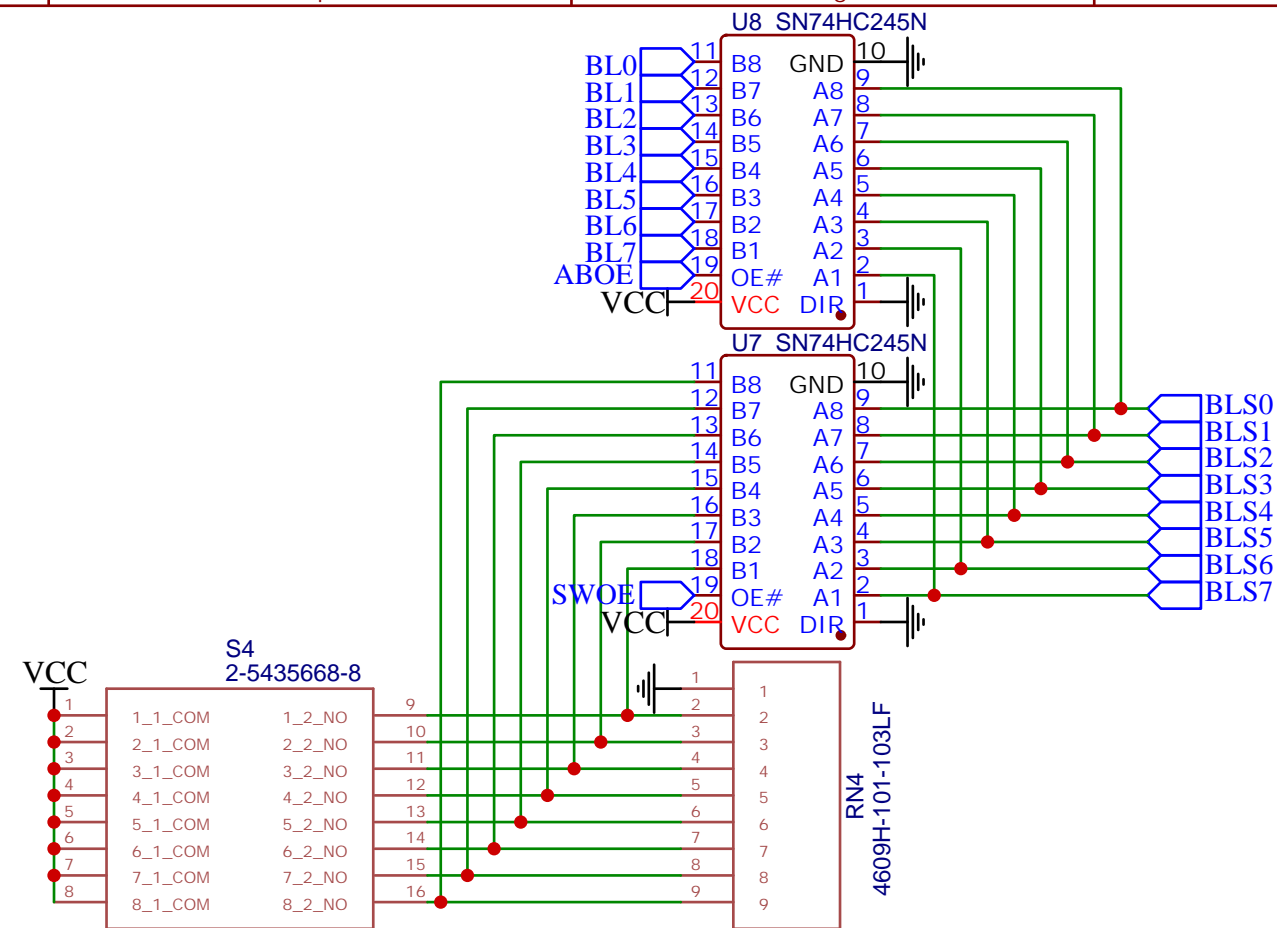 U8 SN74HC245N
BL0 11 B8 GND 10
BL1 12 B7 A8 9
BL2 13 B6 A7 8
BL3 14 B5 A6 7
BL4 15 B4 A5 6
BL5 16 B3 A4 5
BL6 17 B2 A3 4
BL7 18 B1 A2 3
ABOE 19 OE# A1 2
VCC 20 VCC DIR 1
U7 SN74HC245N
11 B8 GND 10
12 B7 A8 9 BLS0
13 B6 A7 8 BLS1
14 B5 A6 7 BLS2
15 B4 A5 6 BLS3
16 B3 A4 5 BLS4
17 B2 A3 4 BLS5
18 B1 A2 3 BLS6
SWOE 19 OE# A1 2 BLS7
VCC 20 VCC DIR 1
S4
2-5435668-8
VCC
1 1_1_COM 1_2_NO 9
2 2_1_COM 2_2_NO 10
3 3_1_COM 3_2_NO 11
4 4_1_COM 4_2_NO 12
5 5_1_COM 5_2_NO 13
6 6_1_COM 6_2_NO 14
7 7_1_COM 7_2_NO 15
8 8_1_COM 8_2_NO 16
1 1
2 2
3 3
4 4
5 5
6 6
7 7
8 8
9 9
RN4
4609H-101-103LF